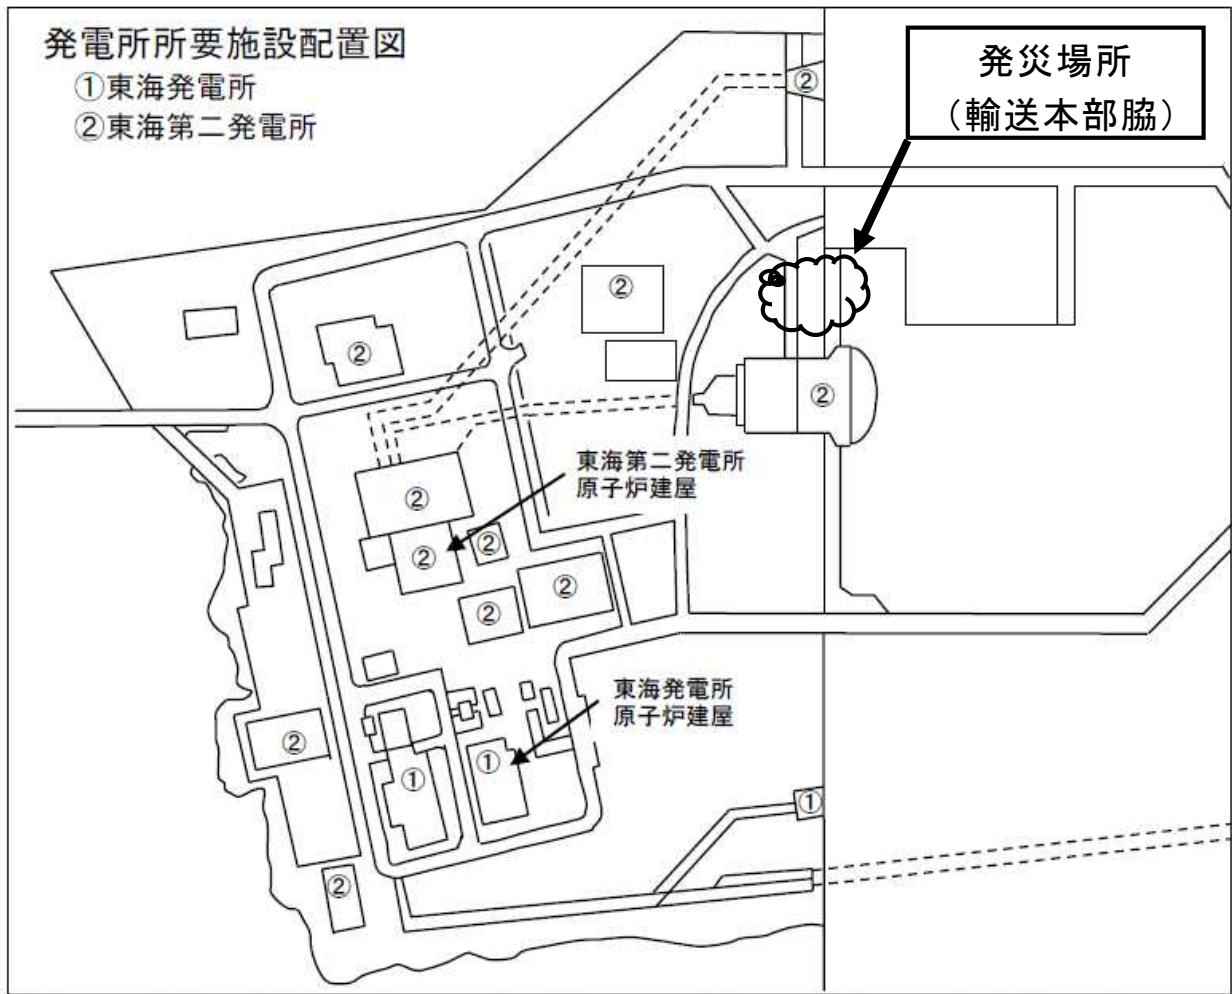 発電所所要施設配置図
①東海発電所
②東海第二発電所
発災場所
（輸送本部脇）
②
②
②
②
東海第二発電所
原子炉建屋
②
②
②
②
②
東海発電所
原子炉建屋
②
①
①
①
②